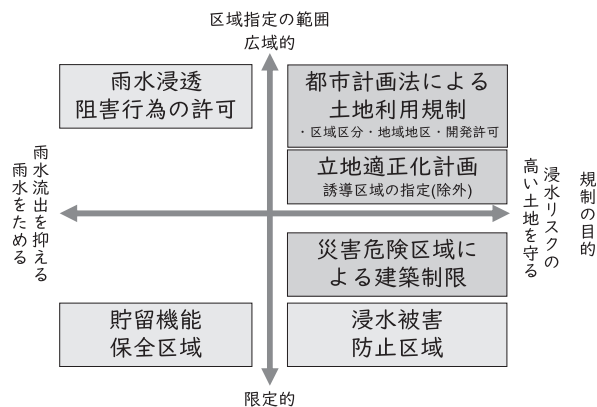 区域指定の範囲
広域的
雨水浸透
阻害行為の許可
都市計画法による
土地利用規制
・区域区分・地域地区・開発許可
立地適正化計画
誘導区域の指定(除外)
雨水流出を抑える
雨水をためる
規制の目的
浸水リスクの
高い土地を守る
災害危険区域に
よる建築制限
貯留機能
保全区域
浸水被害
防止区域
限定的